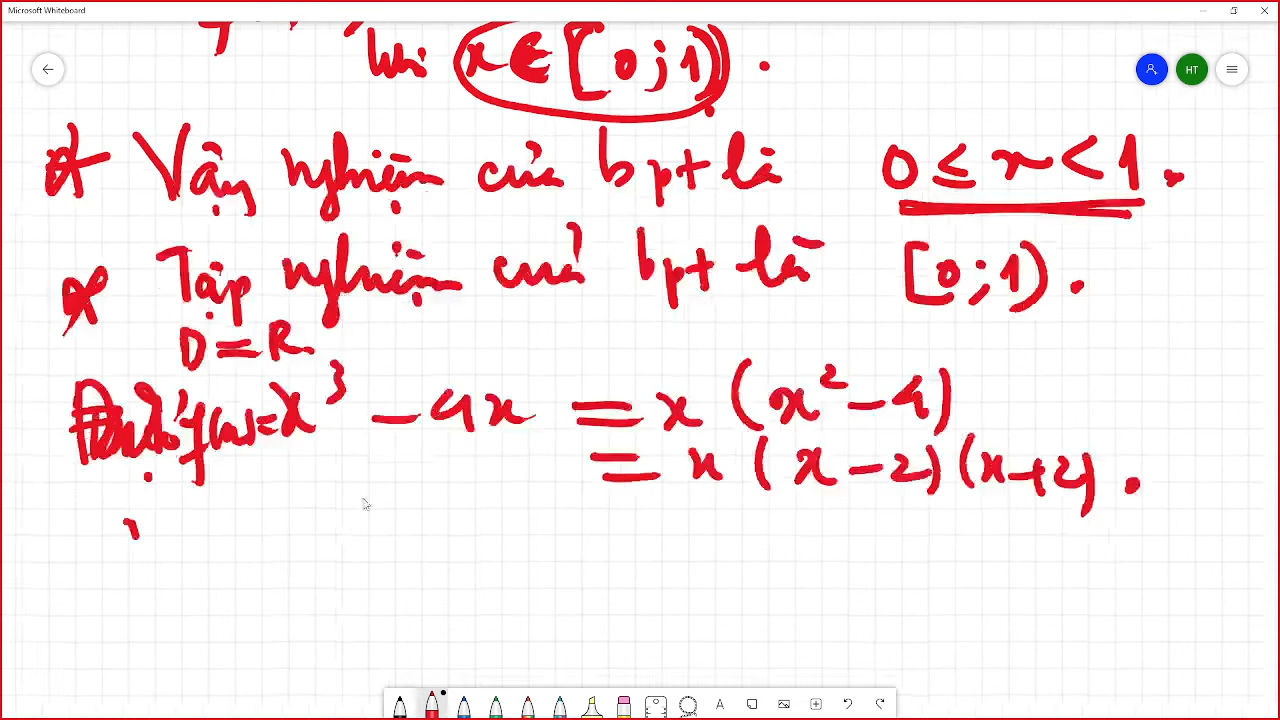 Microsoft Whiteboard
khi x ∈ [0; 1).
HT
* Vậy nghiệm của bpt là 0 ≤ x < 1.
* Tập nghiệm của bpt là [0; 1).
D = R
f(x) = x³ - 4x = x (x² - 4)
= x (x - 2)(x + 2).
A